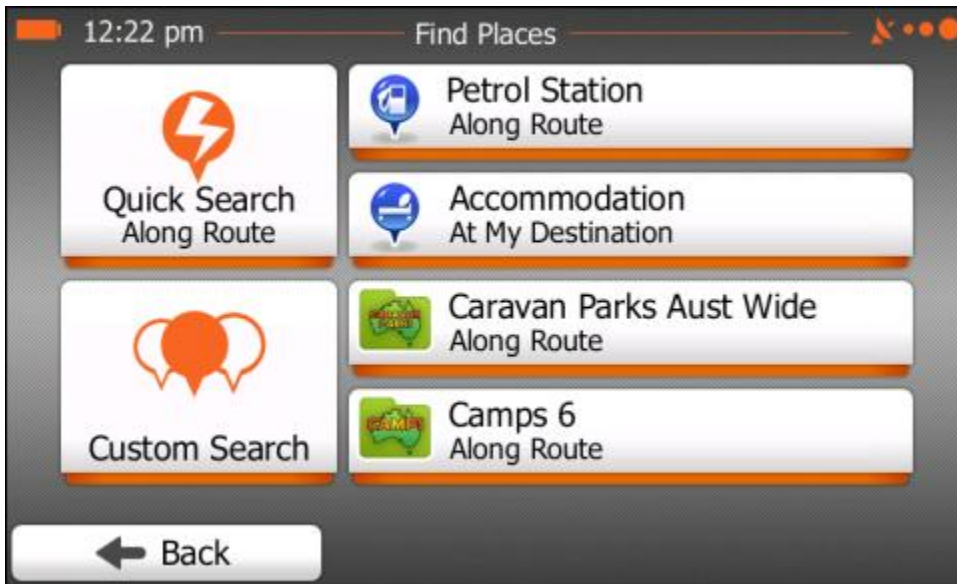 12:22 pm
Find Places
Quick Search
Along Route
Custom Search
Petrol Station
Along Route
Accommodation
At My Destination
Caravan Parks Aust Wide
Along Route
CAMPS
Camps 6
Along Route
Back